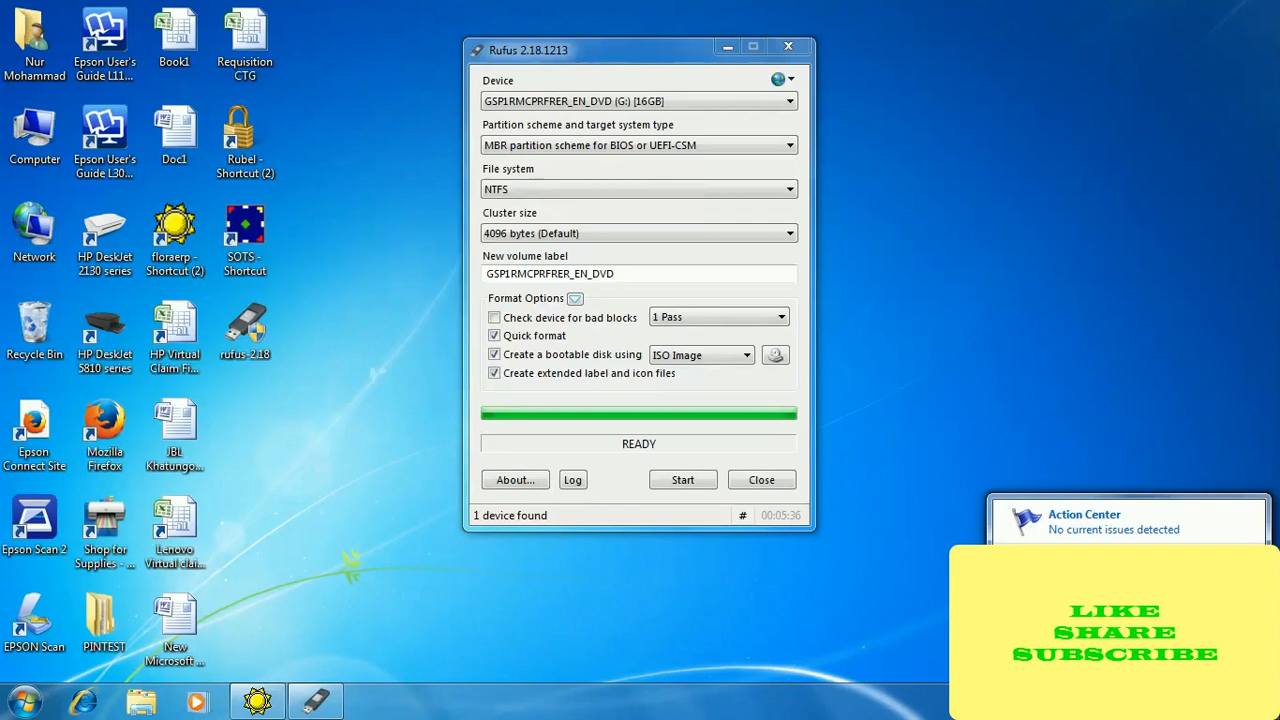 Nur
Mohammad
Epson User's
Guide L11...
Book1
Requisition
CTG
Computer
Epson User's
Guide L30...
Doc1
Rubel -
Shortcut (2)
Network
HP DeskJet
2130 series
floraerp -
Shortcut (2)
SOTS -
Shortcut
Recycle Bin
HP DeskJet
5810 series
HP Virtual
Claim Fi...
rufus-2.18
Epson
Connect Site
Mozilla
Firefox
JBL
Khatungo...
Epson Scan 2
Shop for
Supplies - ...
Lenovo
Virtual clai...
EPSON Scan
PINTEST
New
Microsoft ...
Rufus 2.18.1213
Device
GSP1RMCPRFRER_EN_DVD (G:) [16GB]
Partition scheme and target system type
MBR partition scheme for BIOS or UEFI-CSM
File system
NTFS
Cluster size
4096 bytes (Default)
New volume label
GSP1RMCPRFRER_EN_DVD
Format Options
Check device for bad blocks
1 Pass
Quick format
Create a bootable disk using
ISO Image
Create extended label and icon files
READY
About...
Log
Start
Close
1 device found
#
00:05:36
Action Center
No current issues detected
LIKE
SHARE
SUBSCRIBE